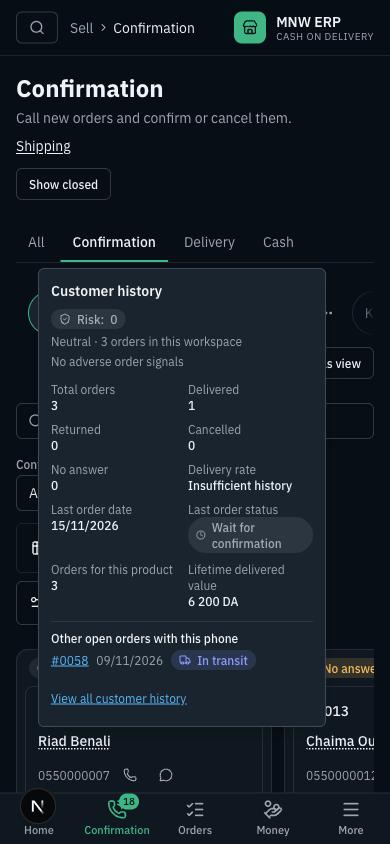 Sell > Confirmation
MNW ERP
CASH ON DELIVERY
Confirmation
Call new orders and confirm or cancel them.
Shipping
Show closed
All Confirmation Delivery Cash
Customer history
Risk: 0
Neutral · 3 orders in this workspace
No adverse order signals
Total orders Delivered
3 1
Returned Cancelled
0 0
No answer Delivery rate
0 Insufficient history
Last order date Last order status
15/11/2026 Wait for
confirmation
Orders for this product Lifetime delivered
value
3
6 200 DA
Other open orders with this phone
#0058 09/11/2026 In transit
View all customer history
K
view
No answe
013
Riad Benali Chaima Ou
0550000007 0550000012
N 18
Home Confirmation Orders Money More